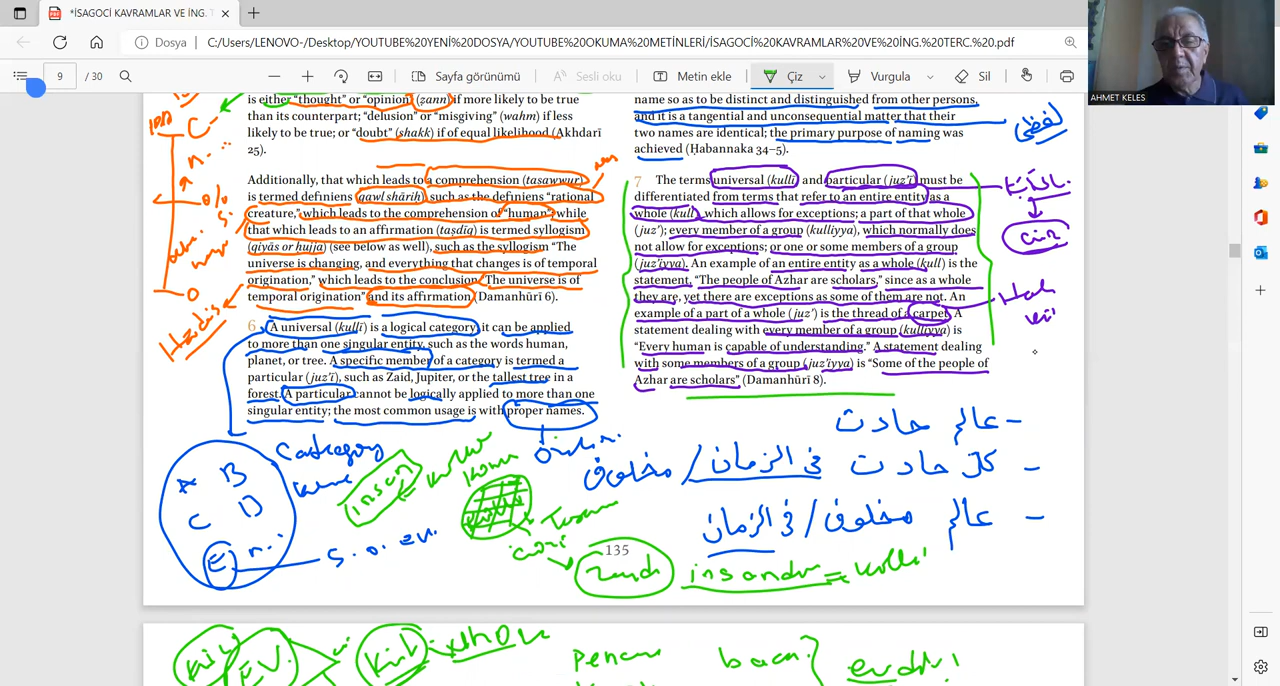 *İSAGOCİ KAVRAMLAR VE İNG. T
Dosya
C:/Users/LENOVO-/Desktop/YOUTUBE%20YENİ%20DOSYA/YOUTUBE%20OKUMA%20METİNLERİ/İSAGOCİ%20KAVRAMLAR%20VE%20İNG.%20TERC.%20.pdf
9 / 30
Sayfa görünümü
Sesli oku
Metin ekle
Çiz
Vurgula
Sil
AHMET KELES
is either “thought” or “opinion (ẓann) if more likely to be true
than its counterpart; “delusion” or “misgiving” (wahm) if less
likely to be true; or “doubt” (shakk) if of equal likelihood (Akhḍarī
25).
Additionally, that which leads to a comprehension (taṣawwur)
is termed definiens (qawl shāriḥ) such as the definiens “rational
creature,” which leads to the comprehension of “human” while
that which leads to an affirmation (taṣdīq) is termed syllogism
(qiyās or ḥujja) (see below as well), such as the syllogism “The
universe is changing, and everything that changes is of temporal
origination,” which leads to the conclusion “The universe is of
temporal origination” and its affirmation (Damanhūrī 6).
6 A universal (kullī) is a logical category it can be applied
to more than one singular entity, such as the words human,
planet, or tree. A specific member of a category is termed a
particular (juz’ī), such as Zaid, Jupiter, or the tallest tree in a
forest. A particular cannot be logically applied to more than one
singular entity; the most common usage is with proper names.
name so as to be distinct and distinguished from other persons,
and it is a tangential and unconsequential matter that their
two names are identical; the primary purpose of naming was
achieved (Ḥabannaka 34–5).
7 The terms universal (kullī) and particular (juz’ī) must be
differentiated from terms that refer to an entire entity as a
whole (kull) which allows for exceptions; a part of that whole
(juz’); every member of a group (kulliyya), which normally does
not allow for exceptions; or one or some members of a group
(juz’iyya). An example of an entire entity as a whole (kull) is the
statement, “The people of Azhar are scholars,” since as a whole
they are, yet there are exceptions as some of them are not. An
example of a part of a whole (juz’) is the thread of a carpet. A
statement dealing with every member of a group (kulliyya) is
“Every human is capable of understanding.” A statement dealing
with some members of a group (juz’iyya) is “Some of the people of
Azhar are scholars” (Damanhūrī 8).
لفظى
Category
A B
C D
E
insan
- عالم حادث
- كل حادث فى الزمان / مخلوق
- عالم مخلوق / فى الزمان
135
insandır = kulli